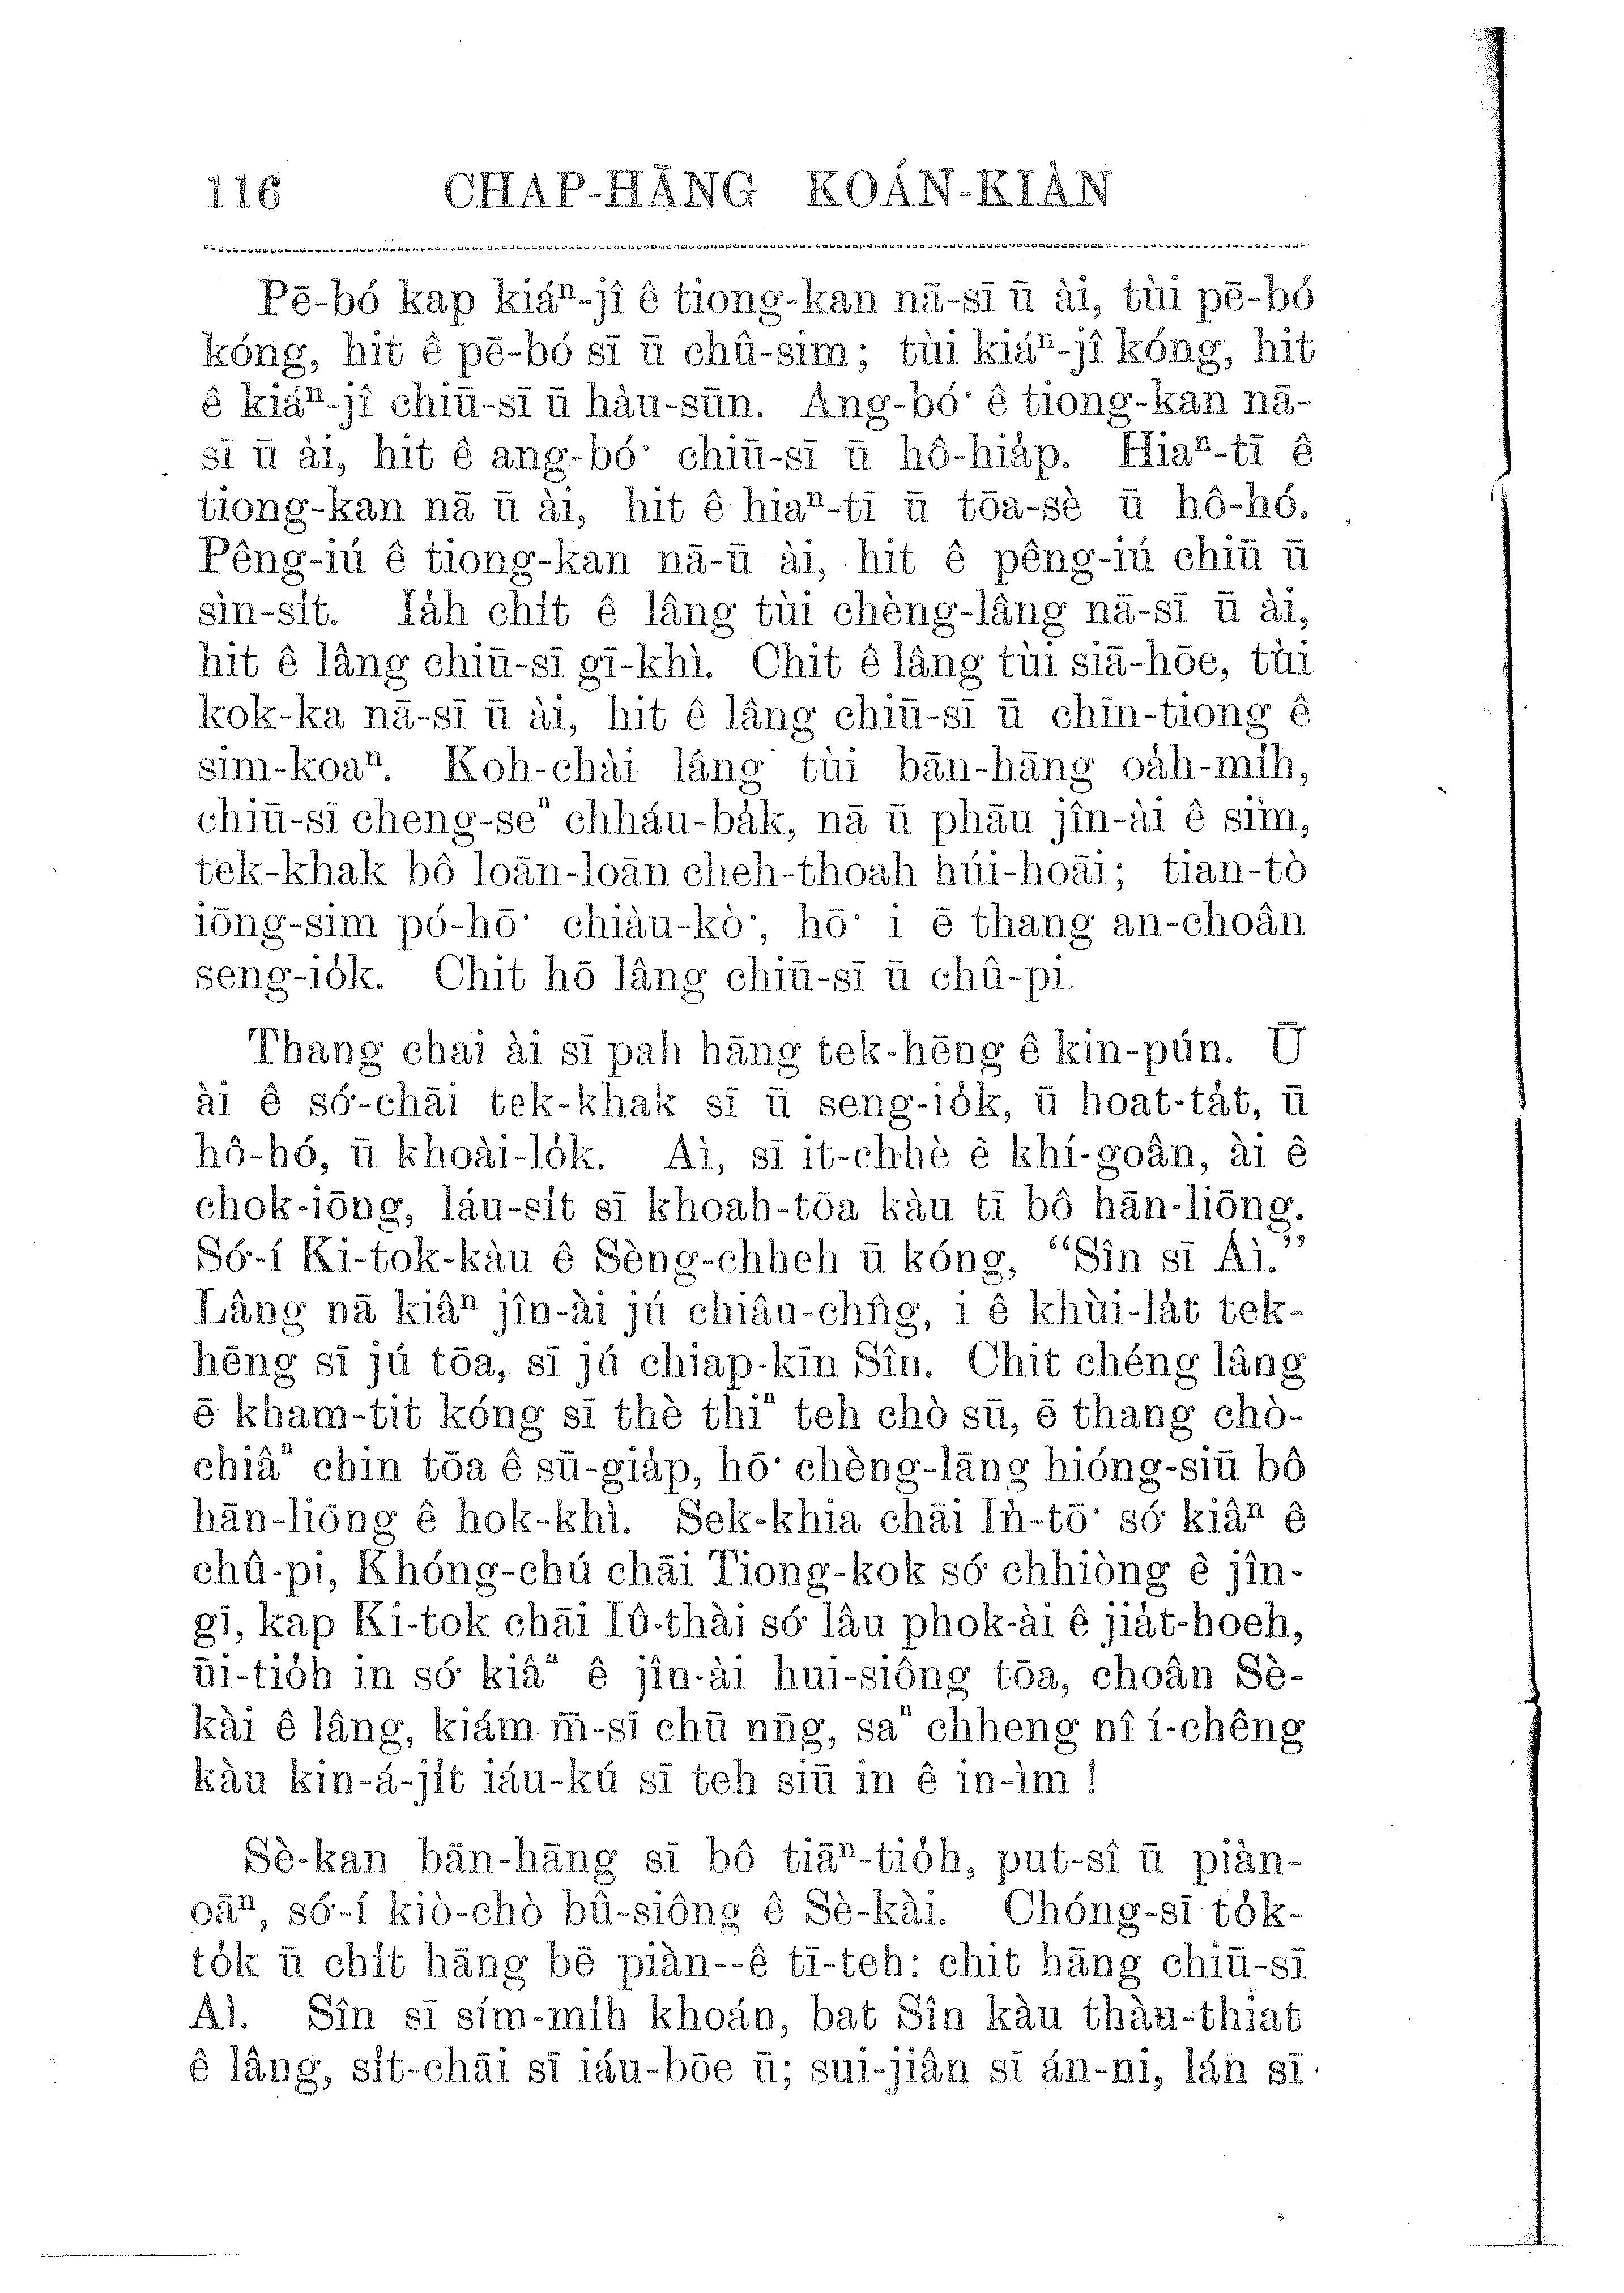 116 CHAP-HĀNG KOÁN-KIÀN
Pē-bó kap kiáⁿ-jî ê tiong-kan nā-sī ū ài, tùi pē-bó
kóng, hit ê pē-bó sī ū chû-sim; tùi kiáⁿ-jî kóng, hit
ê kiáⁿ-jî chiū-sī ū hàu-sūn. Ang-bó͘ ê tiong-kan nā-
sī ū ài, hit ê ang-bó͘ chiū-sī ū hô-hia̍p. Hiaⁿ-tī ê
tiong-kan nā ū ài, hit ê hiaⁿ-tī ū tōa-sè ū hô-hó.
Pêng-iú ê tiong-kan nā-ū ài, hit ê pêng-iú chiū ū
sìn-si̍t. Ia̍h chi̍t ê lâng tùi chèng-lâng nā-sī ū ài,
hit ê lâng chiū-sī gī-khì. Chit ê lâng tùi siā-hōe, tùi
kok-ka nā-sī ū ài, hit ê lâng chiū-sī ū chīn-tiong ê
sim-koaⁿ. Koh-chài lâng tùi bān-hāng oa̍h-mi̍h,
chiū-sī cheng-seⁿ chháu-ba̍k, nā ū phāu jîn-ài ê sim,
tek-khak bô loān-loān cheh-thoah húi-hoāi; tian-tò
iōng-sim pó-hō͘ chiàu-kò͘, hō͘ i ē thang an-choân
seng-io̍k. Chit hō lâng chiū-sī ū chû-pi.
Thang chai ài sī pah hāng tek-hēng ê kin-pún. Ū
ài ê só͘-chāi tek-khak sī ū seng-io̍k, ū hoat-ta̍t, ū
hô-hó, ū khoài-lo̍k. Aì, sī it-chhè ê khí-goân, ài ê
chok-iōng, láu-si̍t sī khoah-tōa kàu tī bô hān-liōng.
Só͘-í Ki-tok-kàu ê Sèng-chheh ū kóng, “Sîn sī Aì.”
Lâng nā kiâⁿ jîn-ài jú chiâu-chn̂g, i ê khùi-la̍t tek-
hēng sī jú tōa, sī jú chiap-kīn Sîn. Chit chéng lâng
ē kham-tit kóng sī thè thiⁿ teh chò sū, ē thang chò-
chiâⁿ chin tōa ê sū-gia̍p, hō͘ chèng-lâng hióng-siū bô
hān-liōng ê hok-khì. Sek-khia chāi Ìn-tō͘ só͘ kiâⁿ ê
chû-pi, Khóng-chú chāi Tiong-kok só͘ chhiòng ê jîn-
gī, kap Ki-tok chāi Iû-thài só͘ lâu phok-ài ê jia̍t-hoeh,
ūi-tio̍h in só͘ kiâⁿ ê jîn-ài hui-siông tōa, choân Sè-
kài ê lâng, kiám m̄-sī chū nn̄g, saⁿ chheng nî í-chêng
kàu kin-á-ji̍t iáu-kú sī teh siū in ê in-ìm !
Sè-kan bān-hāng sī bô tiāⁿ-tio̍h, put-sî ū piàn-
oāⁿ, só͘-í kiò-chò bû-siông ê Sè-kài. Chóng-sī to̍k-
to̍k ū chi̍t hāng bē piàn--ê tī-teh: chit hāng chiū-sī
Aì. Sîn sī sím-mi̍h khoán, bat Sîn kàu thàu-thiat
ê lâng, si̍t-chāi sī iáu-bōe ū; sui-jiân sī án-ni, lán sī